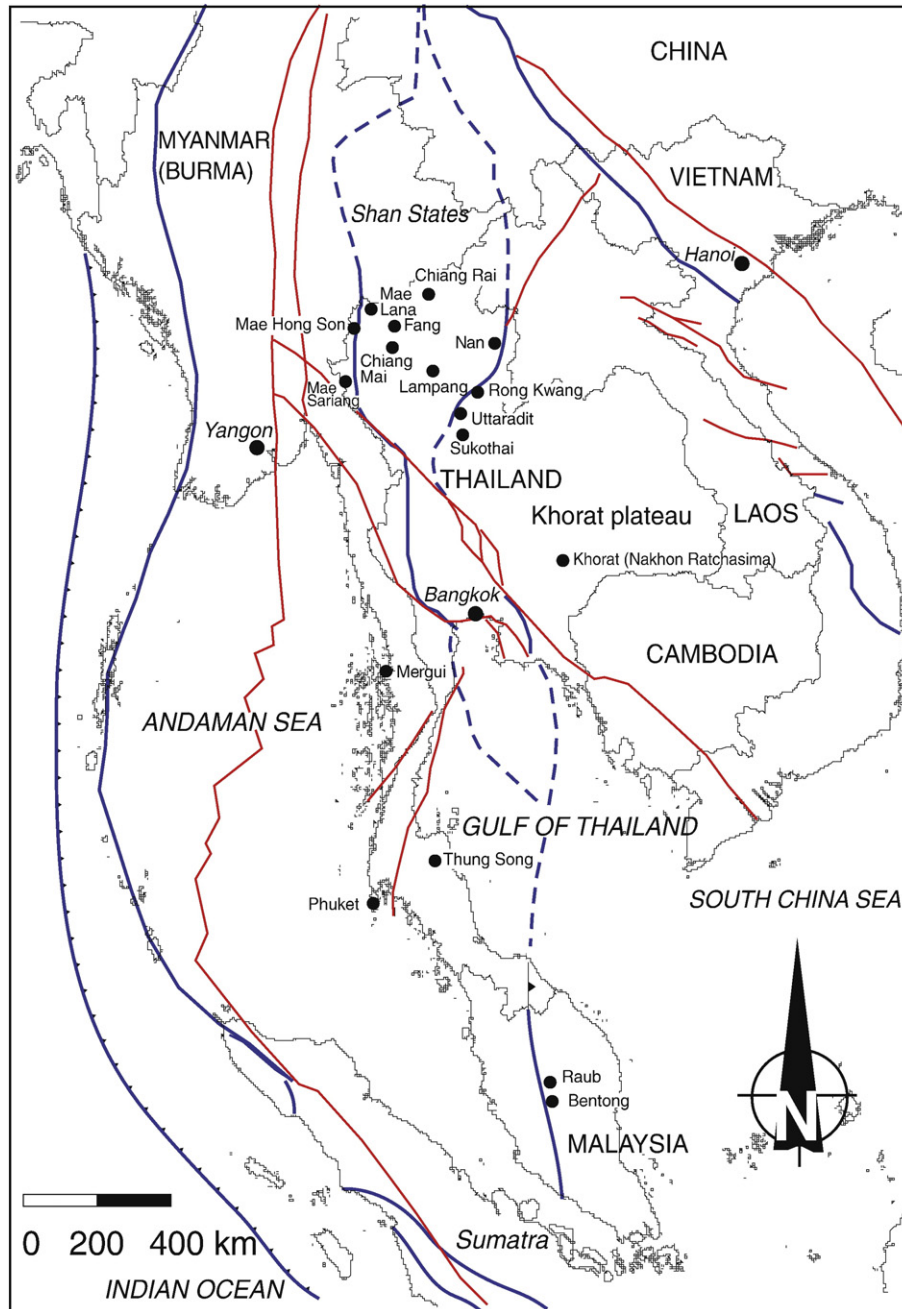 CHINA
MYANMAR
(BURMA)
VIETNAM
Shan States
Hanoi
Chiang Rai
Mae
Lana
Mae Hong Son
Fang
Nan
Chiang
Mai
Mae
Sariang
Lampang
Rong Kwang
Uttaradit
Yangon
Sukothai
THAILAND
Khorat plateau
LAOS
Khorat (Nakhon Ratchasima)
Bangkok
CAMBODIA
Mergui
ANDAMAN SEA
GULF OF THAILAND
Thung Song
Phuket
SOUTH CHINA SEA
Raub
Bentong
N
MALAYSIA
0 200 400 km
Sumatra
INDIAN OCEAN